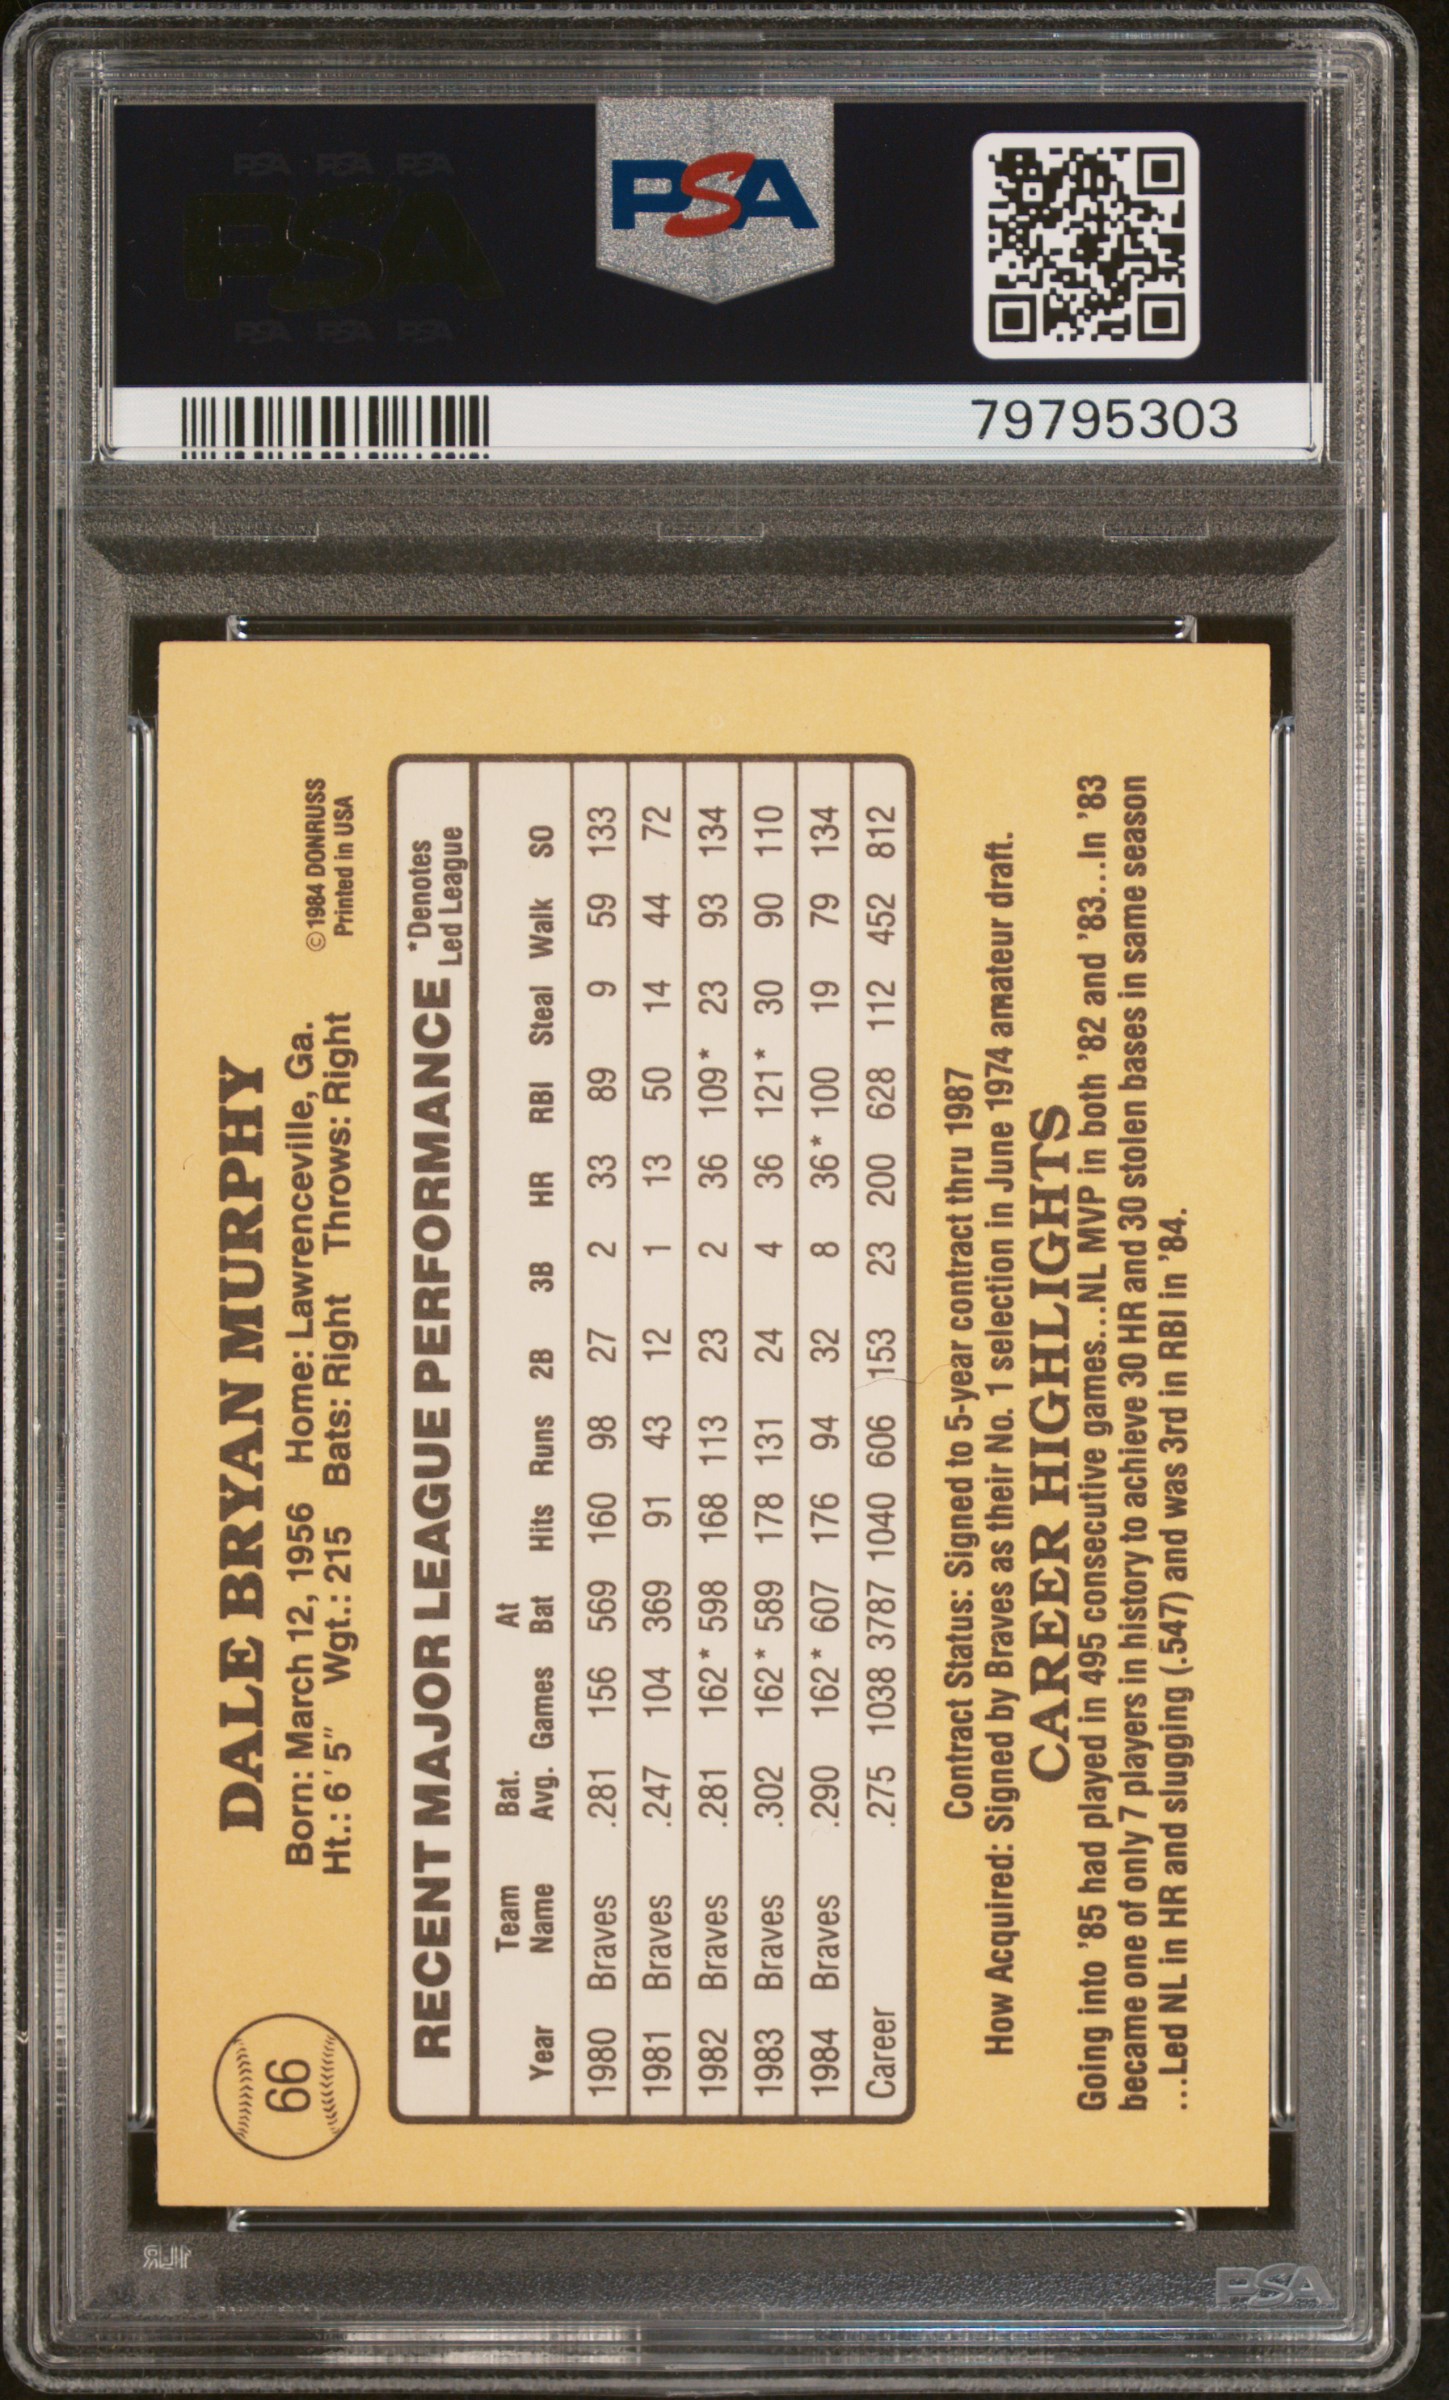 PSA PSA PSA
PSA
PSA PSA PSA
PSA
79795303
66
DALE BRYAN MURPHY
Born: March 12, 1956 Home: Lawrenceville, Ga.
Ht.: 6'5" Wgt.: 215 Bats: Right Throws: Right
©1984 DONRUSS
Printed in USA
RECENT MAJOR LEAGUE PERFORMANCE *Denotes Led League
Year Team Name Bat. Avg. Games At Bat Hits Runs 2B 3B HR RBI Steal Walk SO
1980 Braves .281 156 569 160 98 27 2 33 89 9 59 133
1981 Braves .247 104 369 91 43 12 1 13 50 14 44 72
1982 Braves .281 162* 598 168 113 23 2 36 109* 23 93 134
1983 Braves .302 162* 589 178 131 24 4 36 121* 30 90 110
1984 Braves .290 162* 607 176 94 32 8 36* 100 19 79 134
Career .275 1038 3787 1040 606 153 23 200 628 112 452 812
Contract Status: Signed to 5-year contract thru 1987
How Acquired: Signed by Braves as their No. 1 selection in June 1974 amateur draft.
CAREER HIGHLIGHTS
Going into '85 had played in 495 consecutive games...NL MVP in both '82 and '83...In '83
became one of only 7 players in history to achieve 30 HR and 30 stolen bases in same season
...Led NL in HR and slugging (.547) and was 3rd in RBI in '84.
PSA